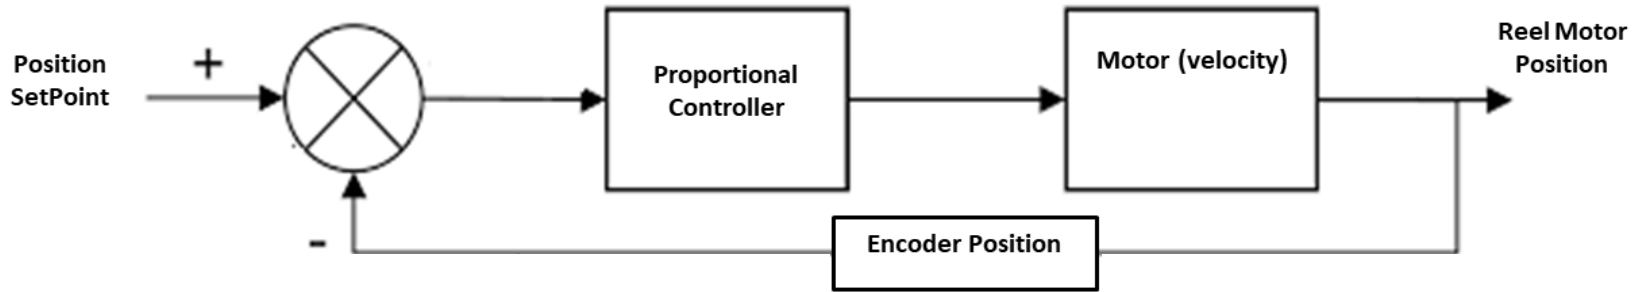 Position
SetPoint
+
Proportional
Controller
Motor (velocity)
Reel Motor
Position
-
Encoder Position